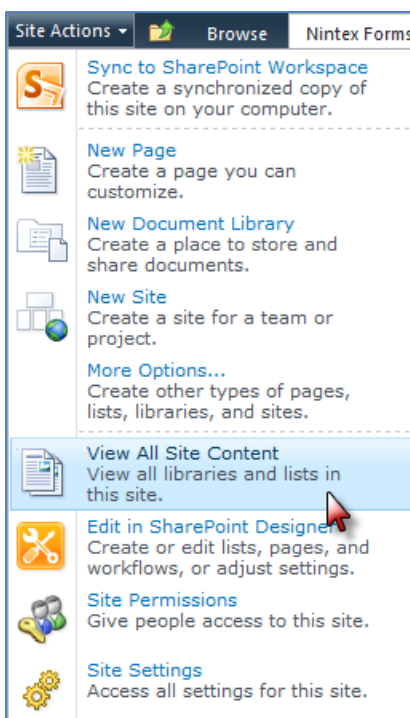 Site Actions Browse Nintex Forms
Sync to SharePoint Workspace
Create a synchronized copy of
this site on your computer.
New Page
Create a page you can
customize.
New Document Library
Create a place to store and
share documents.
New Site
Create a site for a team or
project.
More Options...
Create other types of pages,
lists, libraries, and sites.
View All Site Content
View all libraries and lists in
this site.
Edit in SharePoint Designer
Create or edit lists, pages, and
workflows, or adjust settings.
Site Permissions
Give people access to this site.
Site Settings
Access all settings for this site.